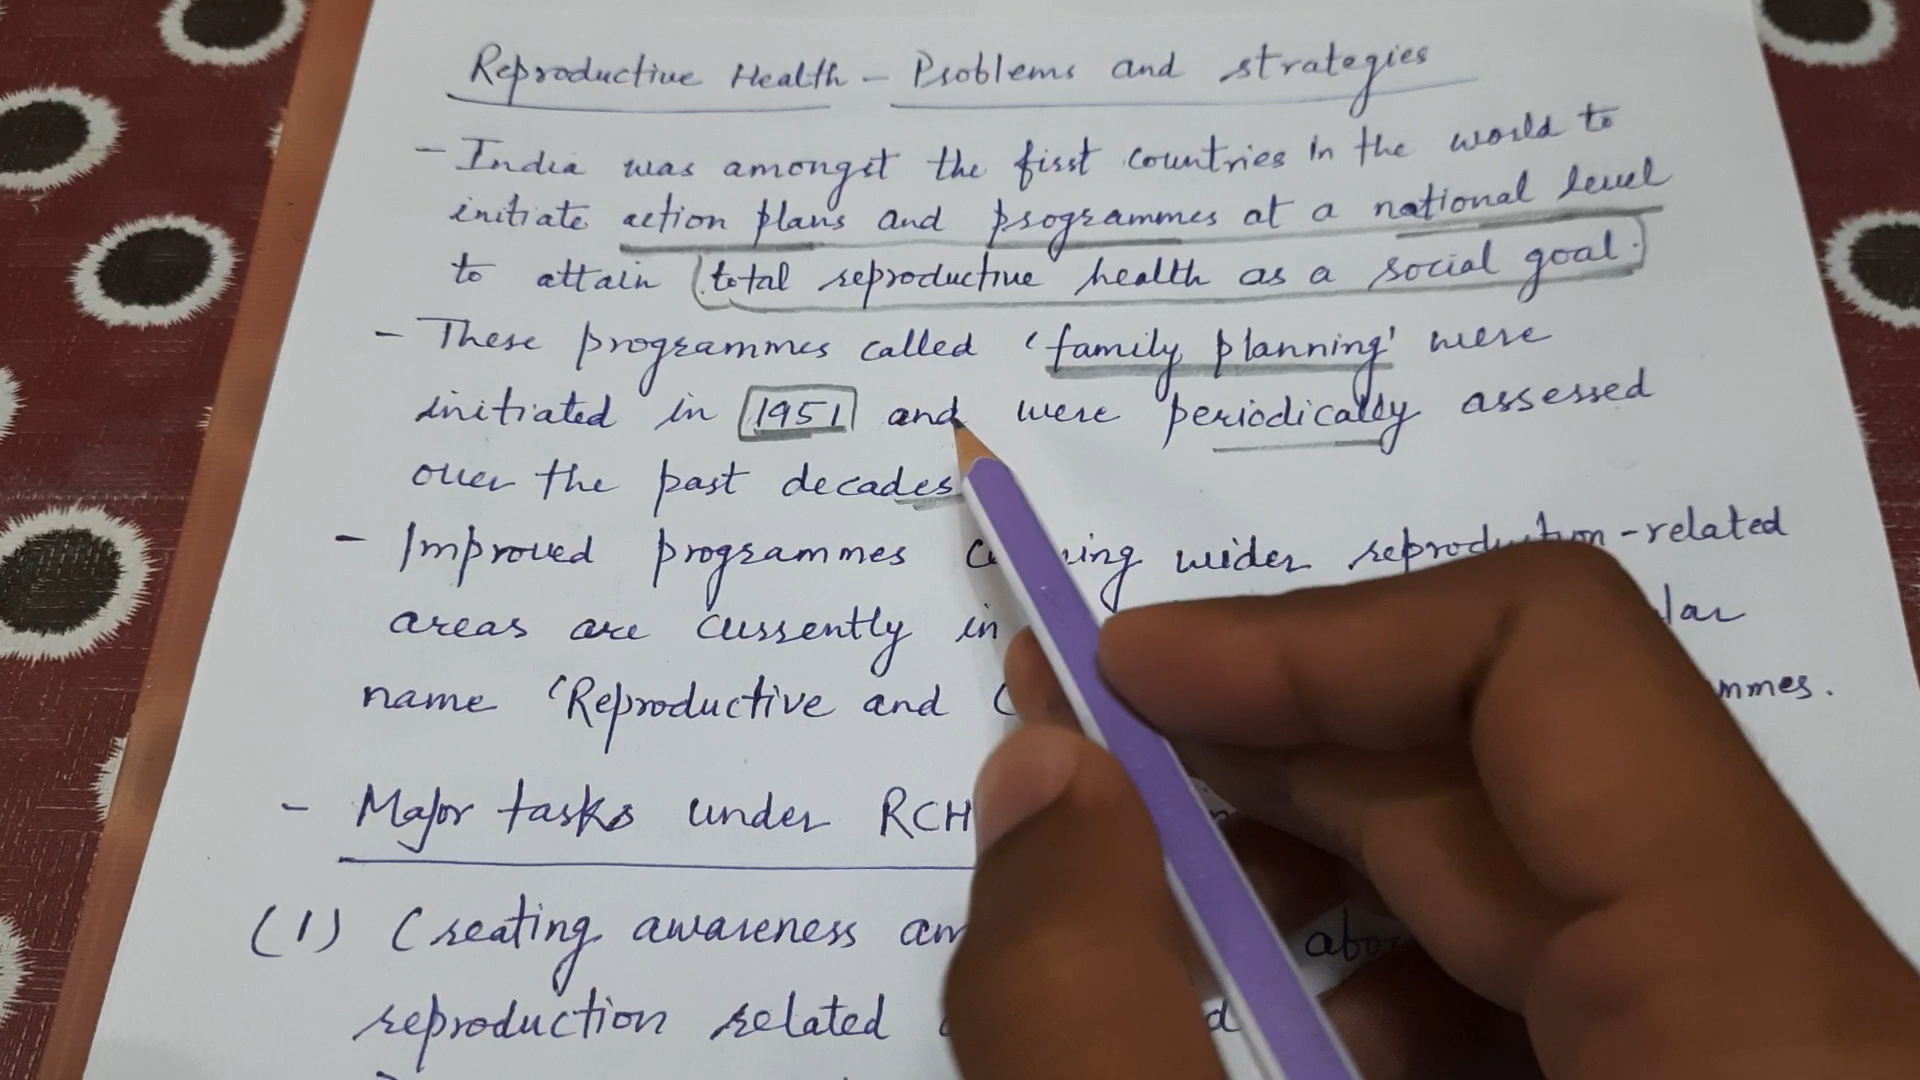 Reproductive Health - Problems and strategies
- India was amongst the first countries in the world to
initiate action plans and programmes at a national level
to attain total reproductive health as a social goal.
- These programmes called 'family planning' were
initiated in 1951 and were periodically assessed
over the past decades
- Improved programmes wider reproduction-related
areas are currently in
name 'Reproductive and
- Major tasks under RCH
(1) Creating awareness
reproduction related